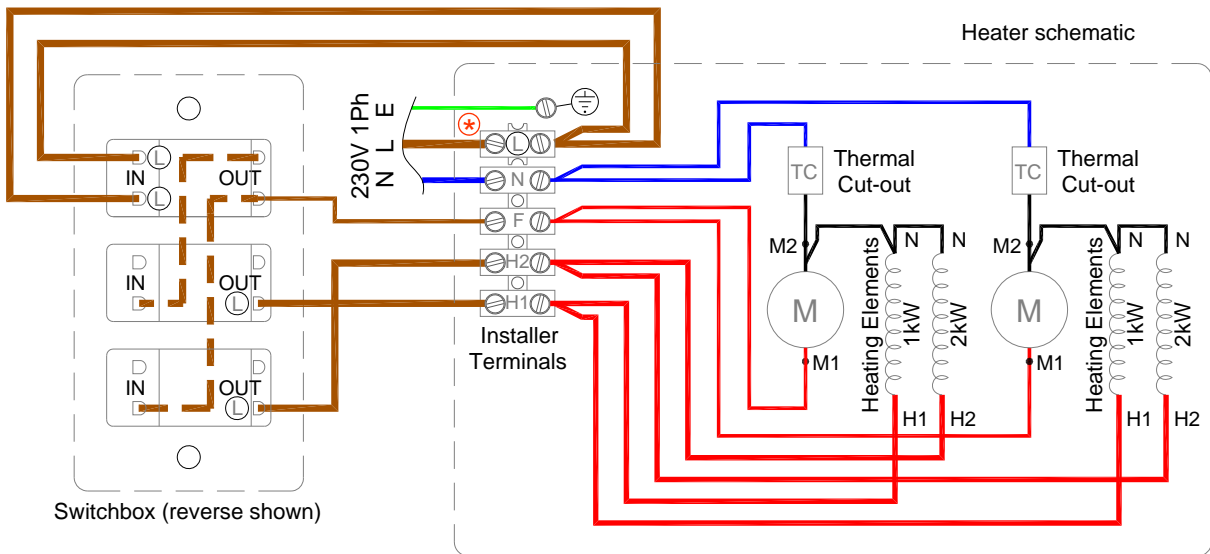 Heater schematic
230V 1Ph
N L E
*
L
N
F
H2
H1
Installer
Terminals
L
IN
L
OUT
IN
OUT
L
IN
OUT
L
Switchbox (reverse shown)
TC
Thermal
Cut-out
M2
N
N
M
M1
Heating Elements
1kW
2kW
H1
H2
TC
Thermal
Cut-out
M2
N
N
M
M1
Heating Elements
1kW
2kW
H1
H2